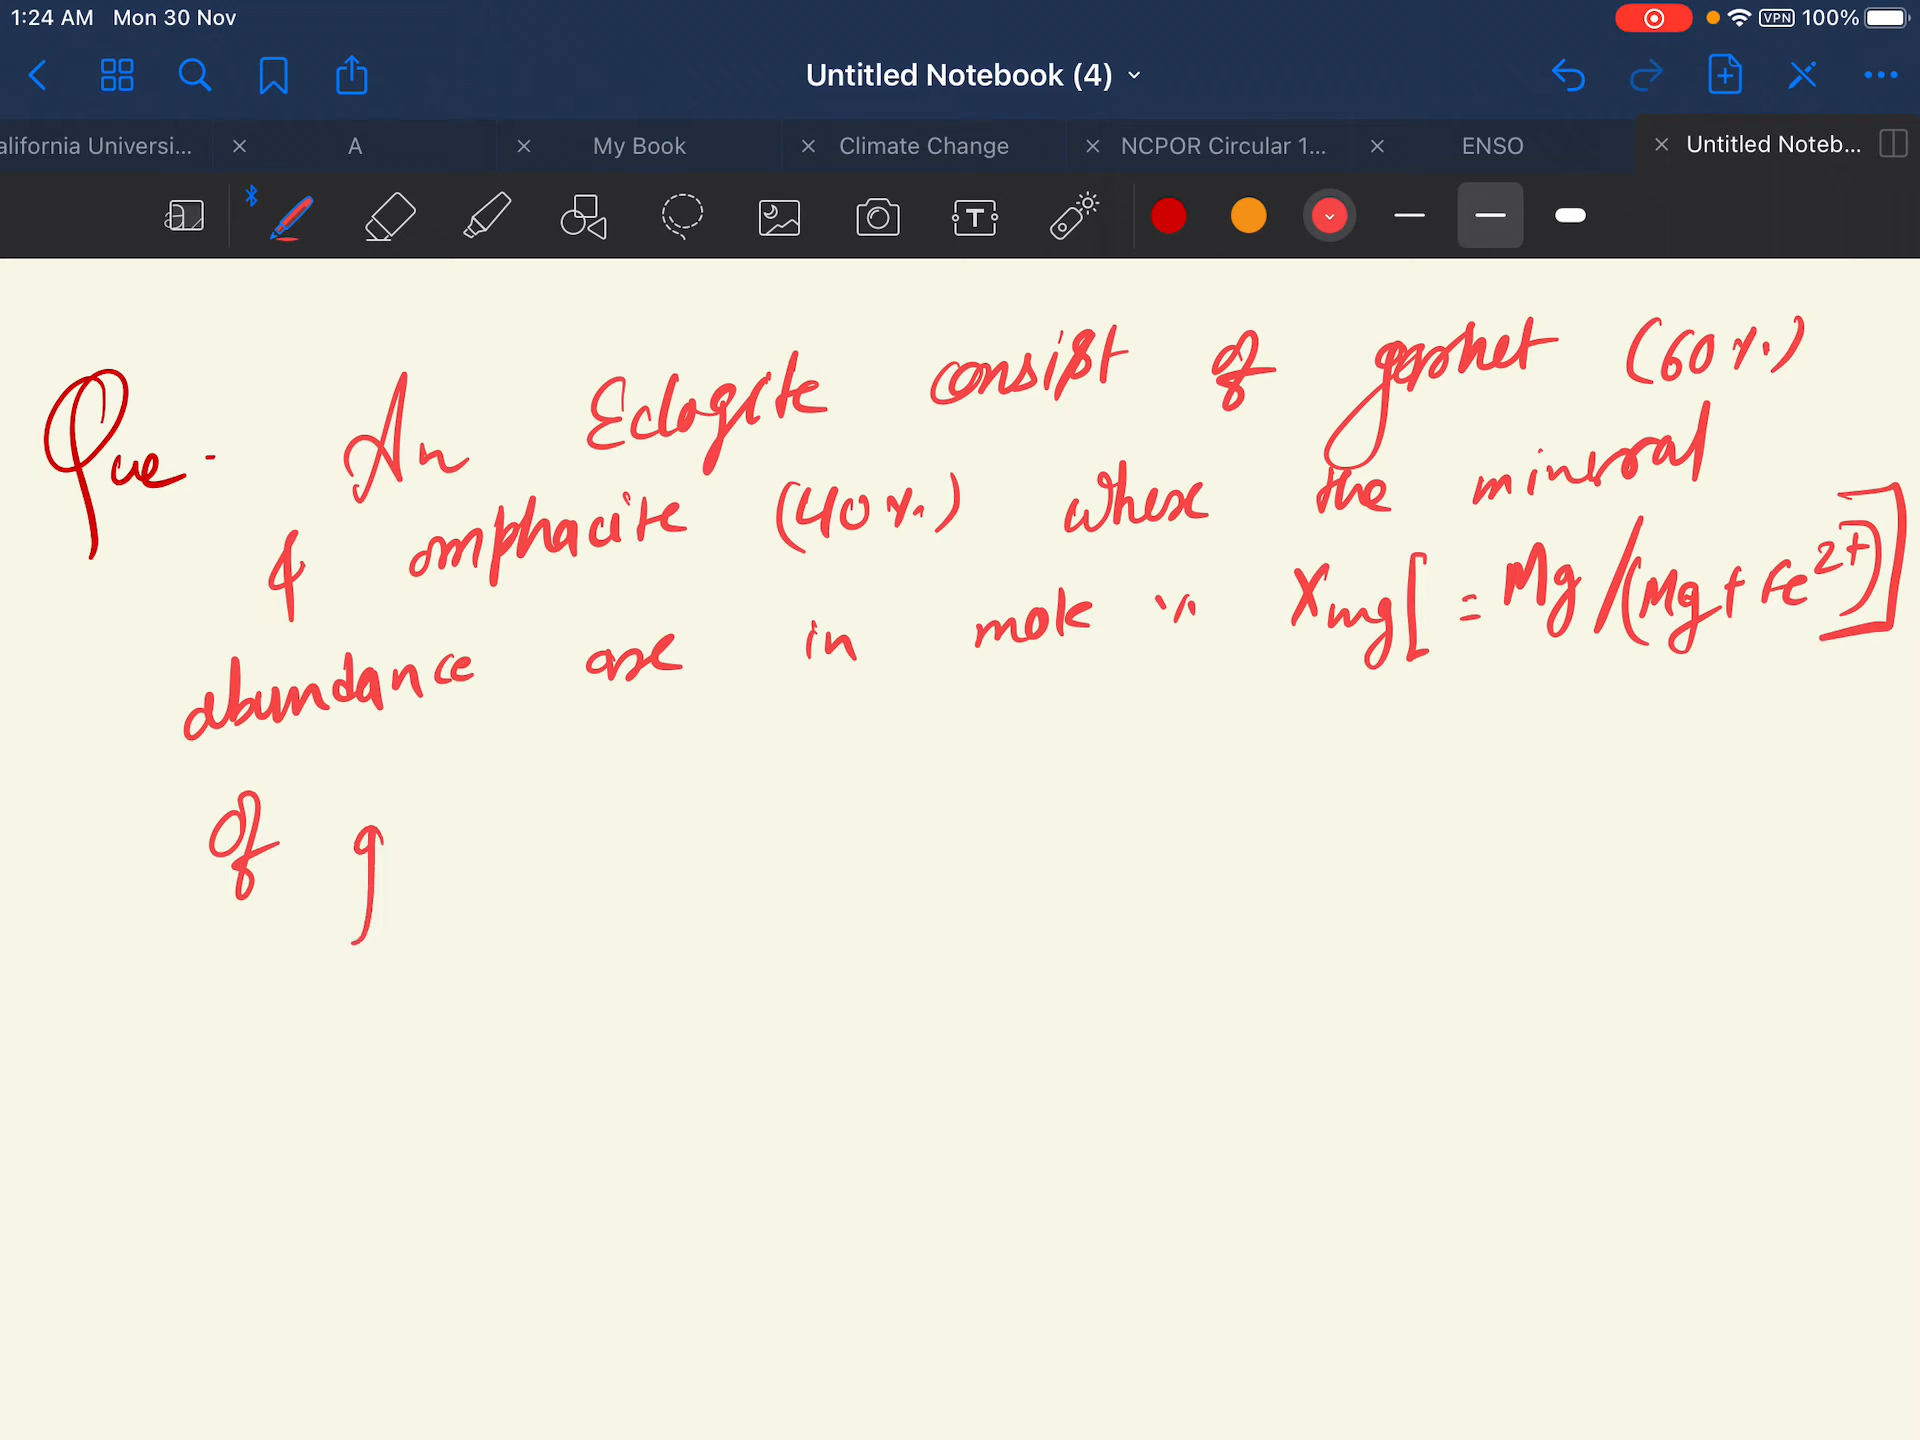 1:24 AM Mon 30 Nov VPN 100%
Untitled Notebook (4)
alifornia Universi... A My Book Climate Change NCPOR Circular 1... ENSO Untitled Noteb...
Que. An Eclogite consist of garnet (60%)
& omphacite (40%) where the mineral
abundance are in mole % Xmg[ = Mg/(Mg+Fe²⁺)]
of g